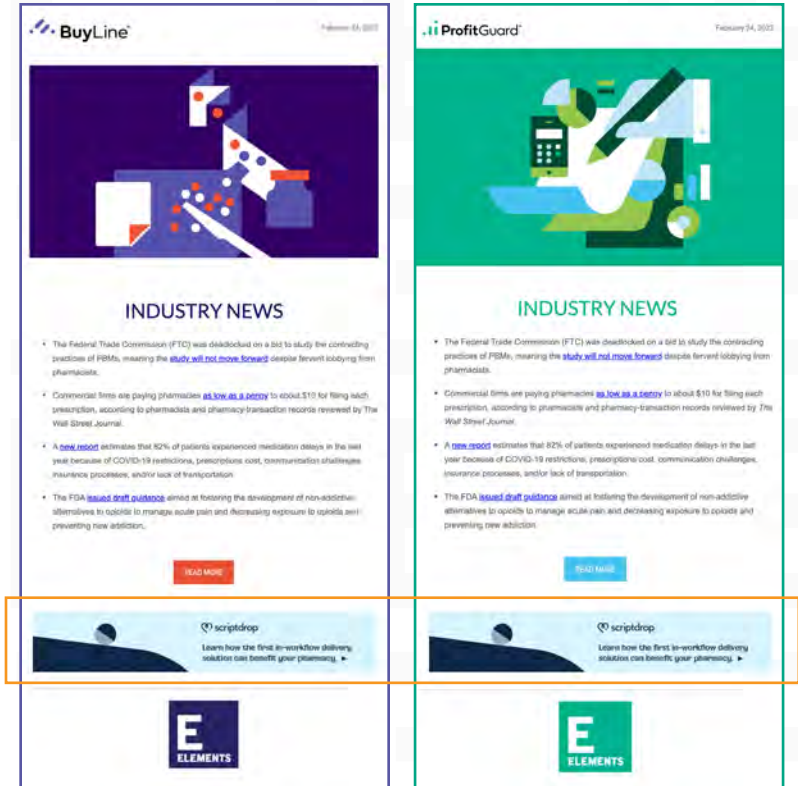 BuyLine
February 24, 2022
INDUSTRY NEWS
• The Federal Trade Commission (FTC) was deadlocked on a bid to study the contracting
practices of PBMs, meaning the study will not move forward despite fervent lobbying from
pharmacists.
• Commercial firms are paying pharmacies as low as a penny to about $10 for filling each
prescription, according to pharmacists and pharmacy-transaction records reviewed by The
Wall Street Journal.
• A new report estimates that 82% of patients experienced medication delays in the last
year because of COVID-19 restrictions, prescriptions cost, communication challenges,
insurance processes, and/or lack of transportation.
• The FDA issued draft guidance aimed at fostering the development of non-addictive
alternatives to opioids to manage acute pain and decreasing exposure to opioids and
preventing new addiction.
READ MORE
scriptdrop
Learn how the first in-workflow delivery
solution can benefit your pharmacy. ►
E
ELEMENTS
ProfitGuard
February 24, 2022
INDUSTRY NEWS
• The Federal Trade Commission (FTC) was deadlocked on a bid to study the contracting
practices of PBMs, meaning the study will not move forward despite fervent lobbying from
pharmacists.
• Commercial firms are paying pharmacies as low as a penny to about $10 for filling each
prescription, according to pharmacists and pharmacy-transaction records reviewed by The
Wall Street Journal.
• A new report estimates that 82% of patients experienced medication delays in the last
year because of COVID-19 restrictions, prescriptions cost, communication challenges,
insurance processes, and/or lack of transportation.
• The FDA issued draft guidance aimed at fostering the development of non-addictive
alternatives to opioids to manage acute pain and decreasing exposure to opioids and
preventing new addiction.
READ MORE
scriptdrop
Learn how the first in-workflow delivery
solution can benefit your pharmacy. ►
E
ELEMENTS